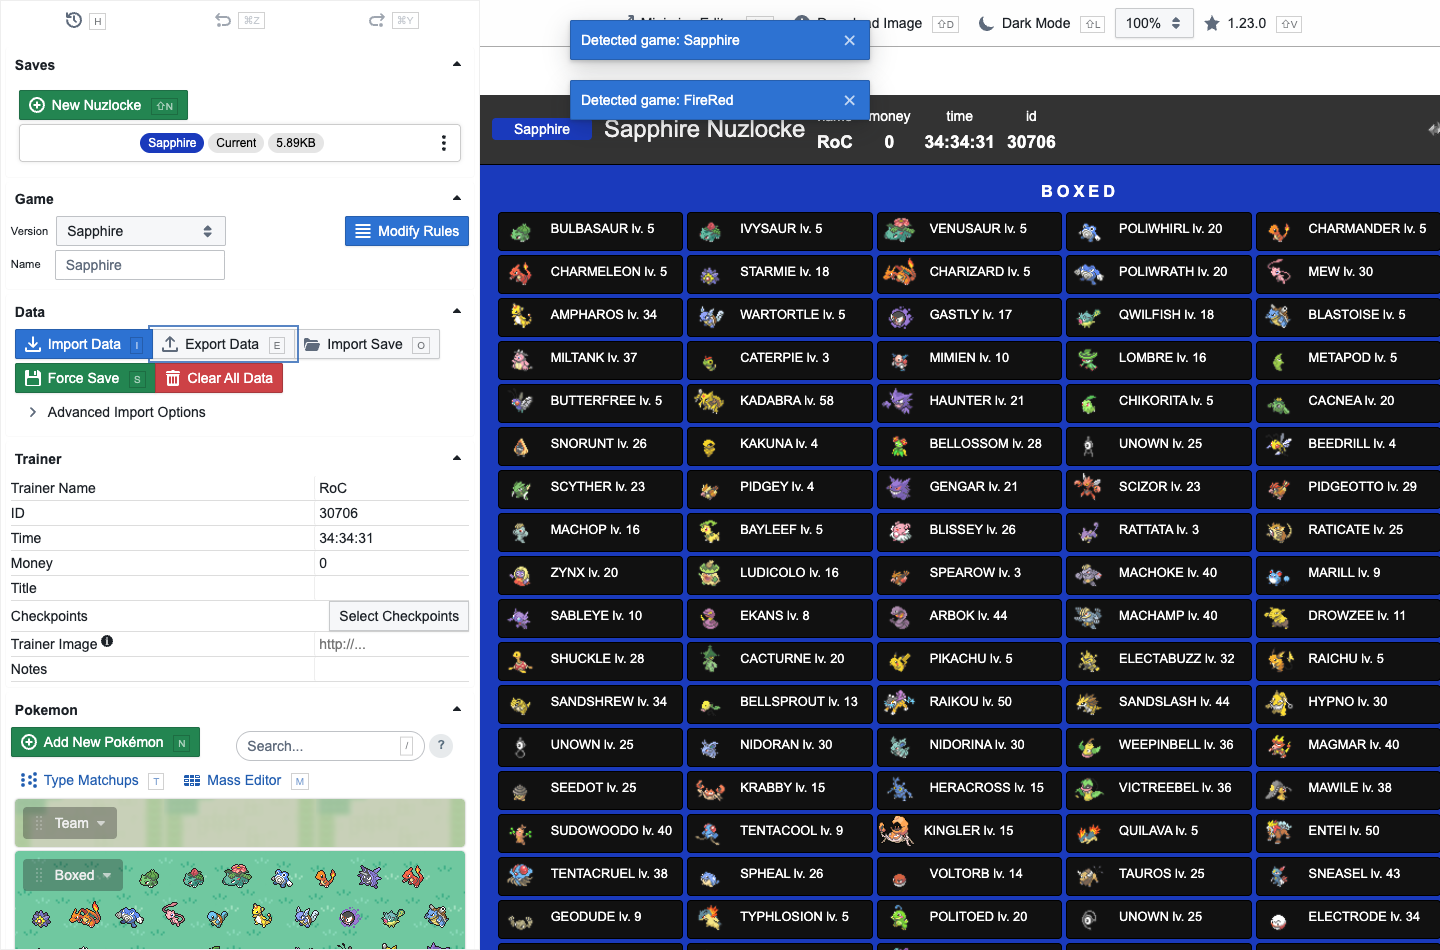 H
⌘Z
⌘Y
Download Image ⇧D
Dark Mode ⇧L
100%
1.23.0 ⇧V
Detected game: Sapphire
Detected game: FireRed
Saves
New Nuzlocke ⇧N
Sapphire Current 5.89KB
Game
Version Sapphire Modify Rules
Name Sapphire
Data
Import Data I Export Data E Import Save O
Force Save S Clear All Data
Advanced Import Options
Trainer
Trainer Name RoC
ID 30706
Time 34:34:31
Money 0
Title
Checkpoints Select Checkpoints
Trainer Image http://...
Notes
Pokemon
Add New Pokémon N Search... / ?
Type Matchups T Mass Editor M
Team
Boxed
Sapphire Sapphire Nuzlocke
name money time id
RoC 0 34:34:31 30706
BOXED
BULBASAUR lv. 5 IVYSAUR lv. 5 VENUSAUR lv. 5 POLIWHIRL lv. 20 CHARMANDER lv. 5
CHARMELEON lv. 5 STARMIE lv. 18 CHARIZARD lv. 5 POLIWRATH lv. 20 MEW lv. 30
AMPHAROS lv. 34 WARTORTLE lv. 5 GASTLY lv. 17 QWILFISH lv. 18 BLASTOISE lv. 5
MILTANK lv. 37 CATERPIE lv. 3 MIMIEN lv. 10 LOMBRE lv. 16 METAPOD lv. 5
BUTTERFREE lv. 5 KADABRA lv. 58 HAUNTER lv. 21 CHIKORITA lv. 5 CACNEA lv. 20
SNORUNT lv. 26 KAKUNA lv. 4 BELLOSSOM lv. 28 UNOWN lv. 25 BEEDRILL lv. 4
SCYTHER lv. 23 PIDGEY lv. 4 GENGAR lv. 21 SCIZOR lv. 23 PIDGEOTTO lv. 29
MACHOP lv. 16 BAYLEEF lv. 5 BLISSEY lv. 26 RATTATA lv. 3 RATICATE lv. 25
ZYNX lv. 20 LUDICOLO lv. 16 SPEAROW lv. 3 MACHOKE lv. 40 MARILL lv. 9
SABLEYE lv. 10 EKANS lv. 8 ARBOK lv. 44 MACHAMP lv. 40 DROWZEE lv. 11
SHUCKLE lv. 28 CACTURNE lv. 20 PIKACHU lv. 5 ELECTABUZZ lv. 32 RAICHU lv. 5
SANDSHREW lv. 34 BELLSPROUT lv. 13 RAIKOU lv. 50 SANDSLASH lv. 44 HYPNO lv. 30
UNOWN lv. 25 NIDORAN lv. 30 NIDORINA lv. 30 WEEPINBELL lv. 36 MAGMAR lv. 40
SEEDOT lv. 25 KRABBY lv. 15 HERACROSS lv. 15 VICTREEBEL lv. 36 MAWILE lv. 38
SUDOWOODO lv. 40 TENTACOOL lv. 9 KINGLER lv. 15 QUILAVA lv. 5 ENTEI lv. 50
TENTACRUEL lv. 38 SPHEAL lv. 26 VOLTORB lv. 14 TAUROS lv. 25 SNEASEL lv. 43
GEODUDE lv. 9 TYPHLOSION lv. 5 POLITOED lv. 20 UNOWN lv. 25 ELECTRODE lv. 34